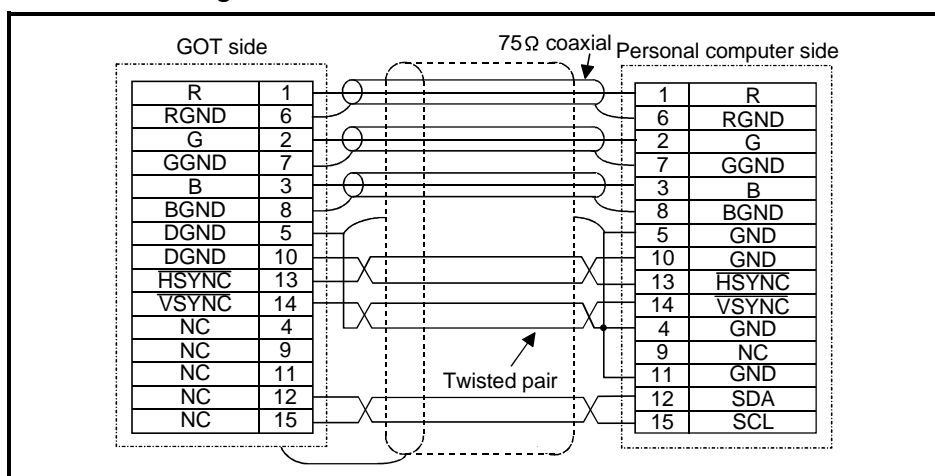 GOT side
75Ω coaxial
Personal computer side
R 1
RGND 6
G 2
GGND 7
B 3
BGND 8
DGND 5
DGND 10
HSYNC 13
VSYNC 14
NC 4
NC 9
NC 11
NC 12
NC 15
1 R
6 RGND
2 G
7 GGND
3 B
8 BGND
5 GND
10 GND
13 HSYNC
14 VSYNC
4 GND
9 NC
11 GND
12 SDA
15 SCL
Twisted pair